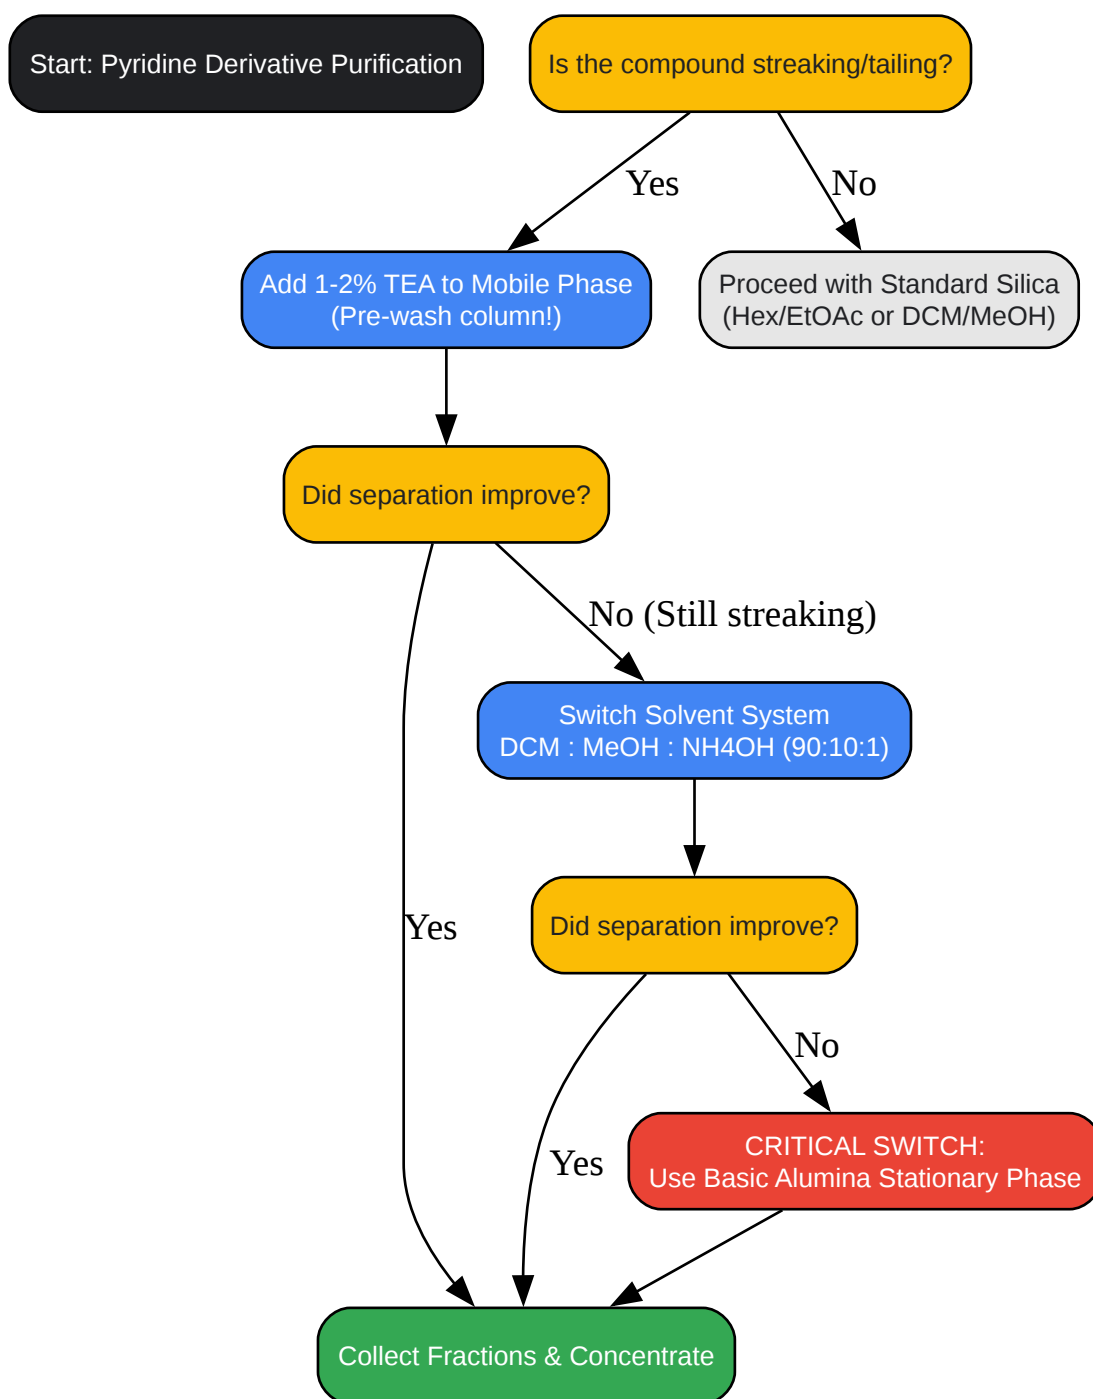 Start: Pyridine Derivative Purification
Is the compound streaking/tailing?
Yes
No
Add 1-2% TEA to Mobile Phase
(Pre-wash column!)
Proceed with Standard Silica
(Hex/EtOAc or DCM/MeOH)
Did separation improve?
No (Still streaking)
Switch Solvent System
DCM : MeOH : NH4OH (90:10:1)
Yes
Did separation improve?
No
Yes
CRITICAL SWITCH:
Use Basic Alumina Stationary Phase
Collect Fractions & Concentrate